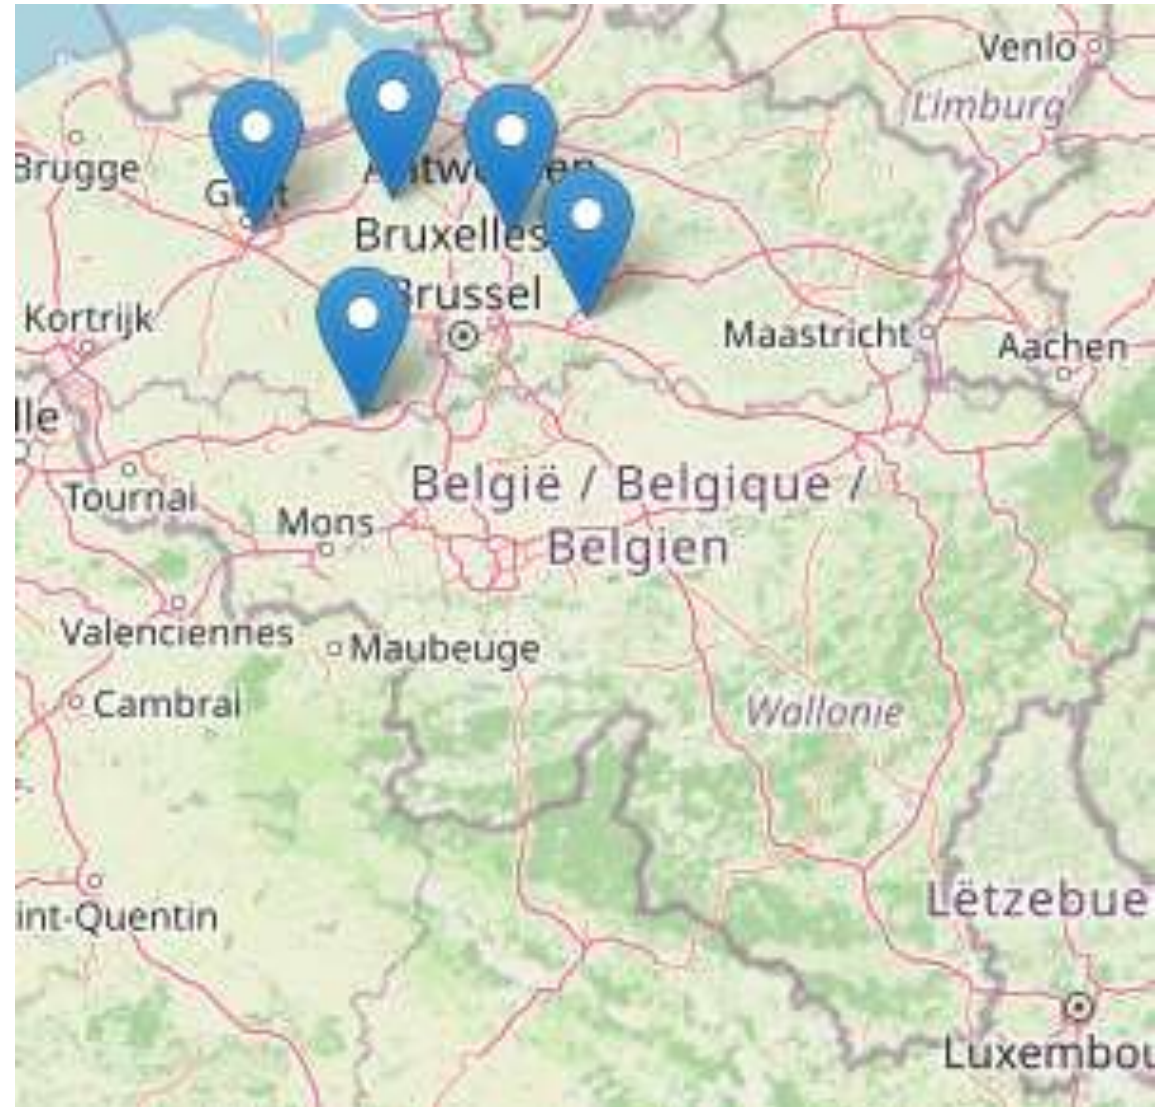 Venlo
Limburg
Brugge
Bruxelles
Brussel
Kortrijk
Maastricht
Aachen
lle
Tournai
België / Belgique /
Belgien
Mons
Valenciennes
Maubeuge
Cambrai
Wallonie
int-Quentin
Lëtzebue
Luxembou